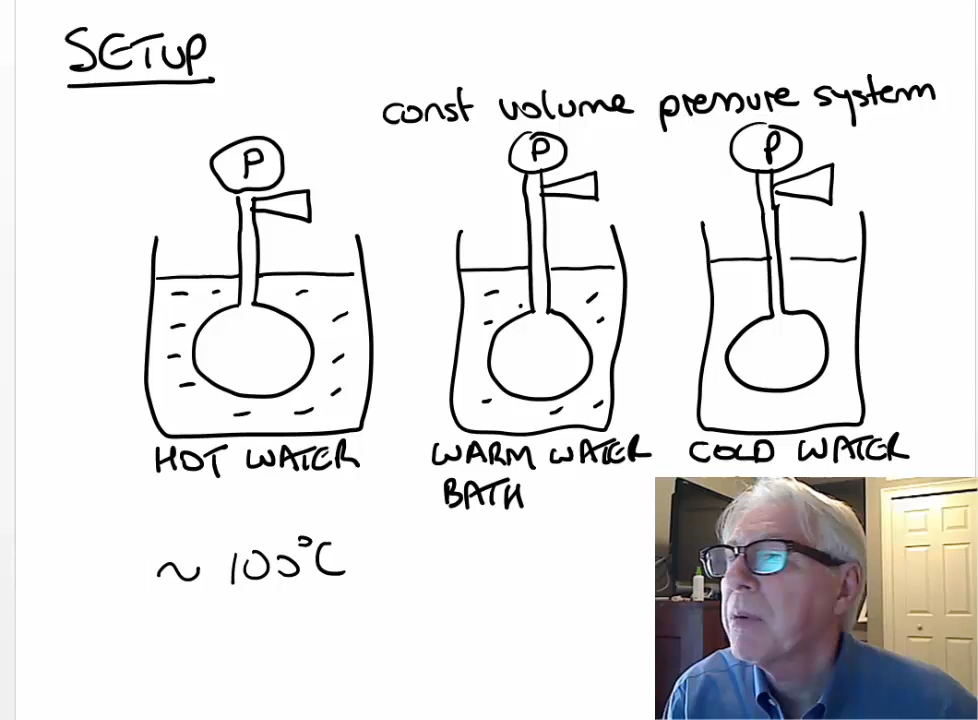 SETUP
const volume pressure system
P P P
HOT WATER WARM WATER BATH COLD WATER
~ 100°C